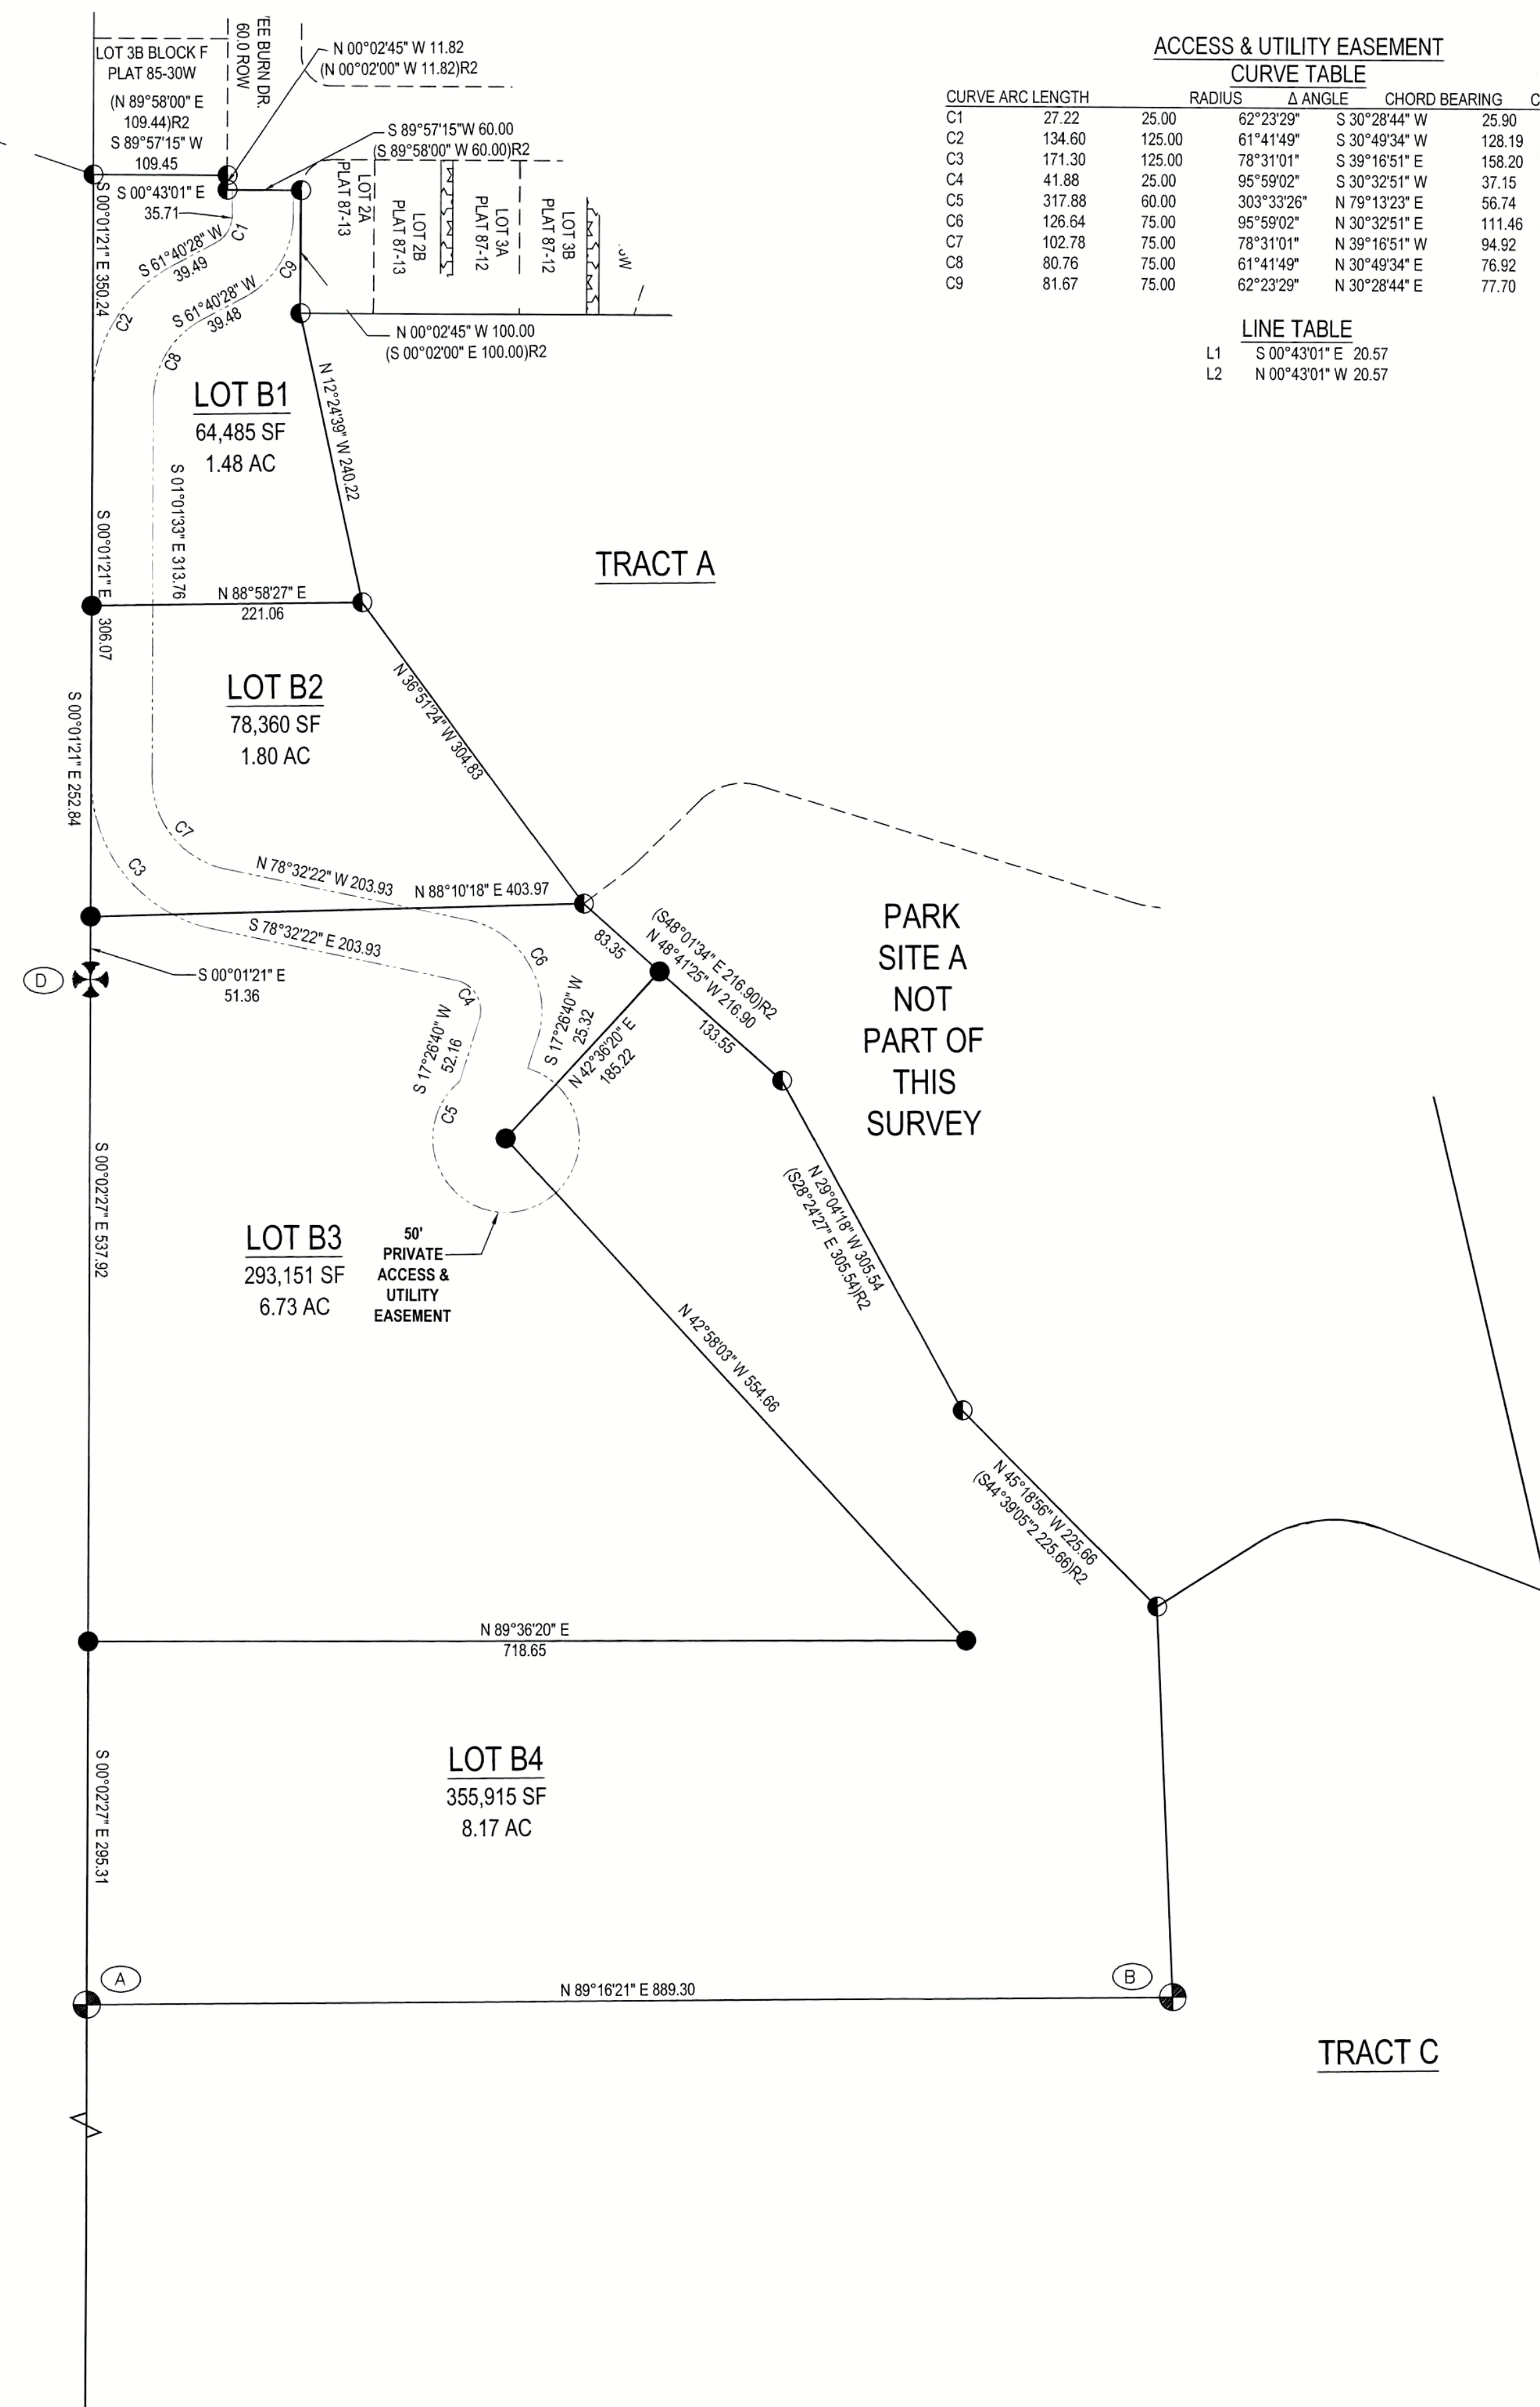 'EE BURN DR.
60.0 ROW
LOT 3B BLOCK F
PLAT 85-30W
(N 89°58'00" E
109.44)R2
S 89°57'15" W
109.45
N 00°02'45" W 11.82
(N 00°02'00" W 11.82)R2
S 89°57'15"W 60.00
(S 89°58'00" W 60.00)R2
S 00°43'01" E
35.71
C1
S 61°40'28" W
39.49
S 00°01'21" E 350.24
C2
S 61°40'28" W
39.48
C9
C8
LOT 2A
PLAT 87-13
LOT 2B
PLAT 87-13
LOT 3A
PLAT 87-12
LOT 3B
PLAT 87-12
N 00°02'45" W 100.00
(S 00°02'00" E 100.00)R2
ACCESS & UTILITY EASEMENT
CURVE TABLE
CURVE ARC LENGTH RADIUS Δ ANGLE CHORD BEARING C
C1 27.22 25.00 62°23'29" S 30°28'44" W 25.90
C2 134.60 125.00 61°41'49" S 30°49'34" W 128.19
C3 171.30 125.00 78°31'01" S 39°16'51" E 158.20
C4 41.88 25.00 95°59'02" S 30°32'51" W 37.15
C5 317.88 60.00 303°33'26" N 79°13'23" E 56.74
C6 126.64 75.00 95°59'02" N 30°32'51" E 111.46
C7 102.78 75.00 78°31'01" N 39°16'51" W 94.92
C8 80.76 75.00 61°41'49" N 30°49'34" E 76.92
C9 81.67 75.00 62°23'29" N 30°28'44" E 77.70
LINE TABLE
L1 S 00°43'01" E 20.57
L2 N 00°43'01" W 20.57
LOT B1
64,485 SF
1.48 AC
N 12°24'39" W 240.22
S 01°01'33" E 313.76
S 00°01'21" E 306.07
N 88°58'27" E
221.06
TRACT A
LOT B2
78,360 SF
1.80 AC
S 00°01'21" E 252.84
N 36°51'24" W 304.83
C7
C3
N 78°32'22" W 203.93
N 88°10'18" E 403.97
S 78°32'22" E 203.93
C6
C4
83.35
(S48°01'34" E 216.90)R2
N 48°41'25" W 216.90
133.55
D
S 00°01'21" E
51.36
S 17°26'40" W
52.16
S 17°26'40" W
25.32
N 42°36'20" E
185.22
C5
PARK
SITE A
NOT
PART OF
THIS
SURVEY
S 00°02'27" E 537.92
LOT B3
293,151 SF
6.73 AC
50'
PRIVATE
ACCESS &
UTILITY
EASEMENT
N 29°04'18" W 305.54
(S28°24'27" E 305.54)R2
N 42°58'03" W 554.66
N 45°18'56" W 225.66
(S44°39'05"2 225.66)R2
N 89°36'20" E
718.65
LOT B4
355,915 SF
8.17 AC
S 00°02'27" E 295.31
A
N 89°16'21" E 889.30
B
TRACT C